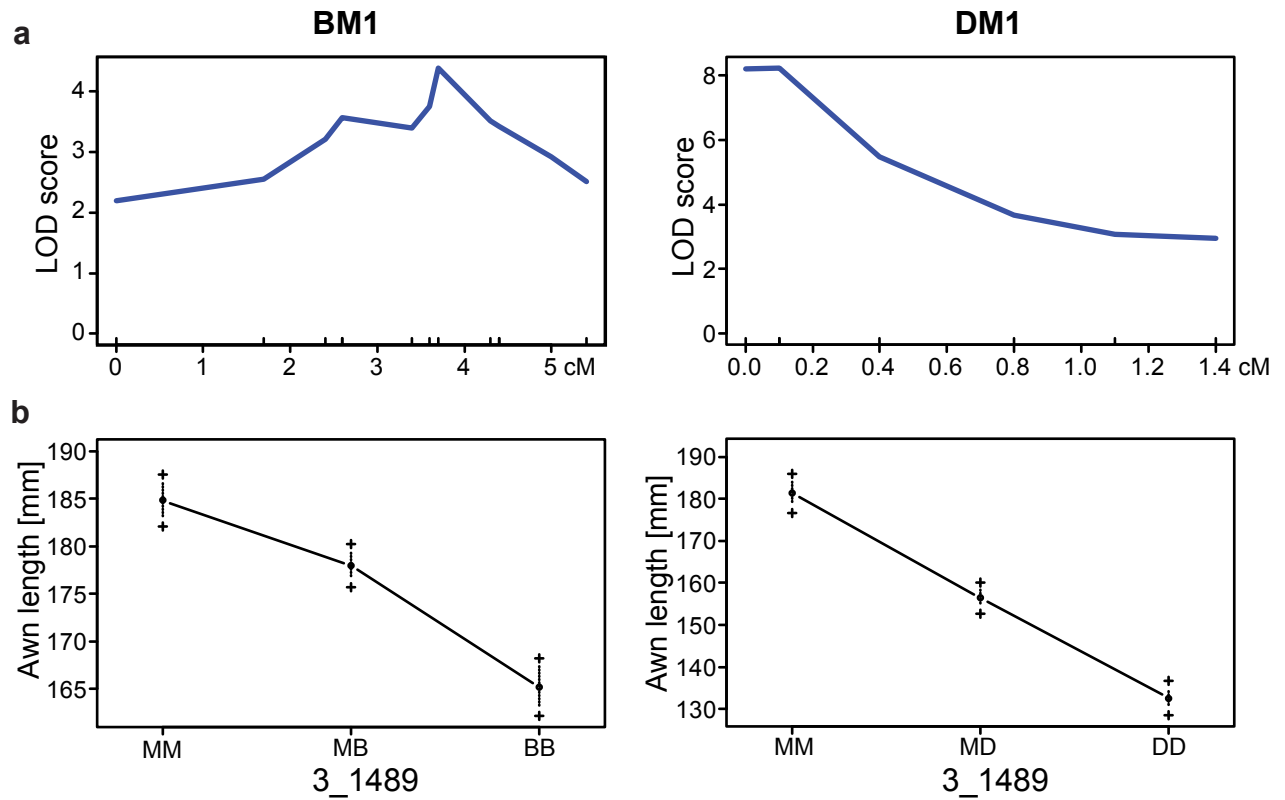 a
BM1
DM1
LOD score
4
3
2
1
0
0 1 2 3 4 5 cM
LOD score
8
6
4
2
0
0.0 0.2 0.4 0.6 0.8 1.0 1.2 1.4 cM
b
Awn length [mm]
190
185
180
175
170
165
MM MB BB
3_1489
Awn length [mm]
190
180
170
160
150
140
130
MM MD DD
3_1489